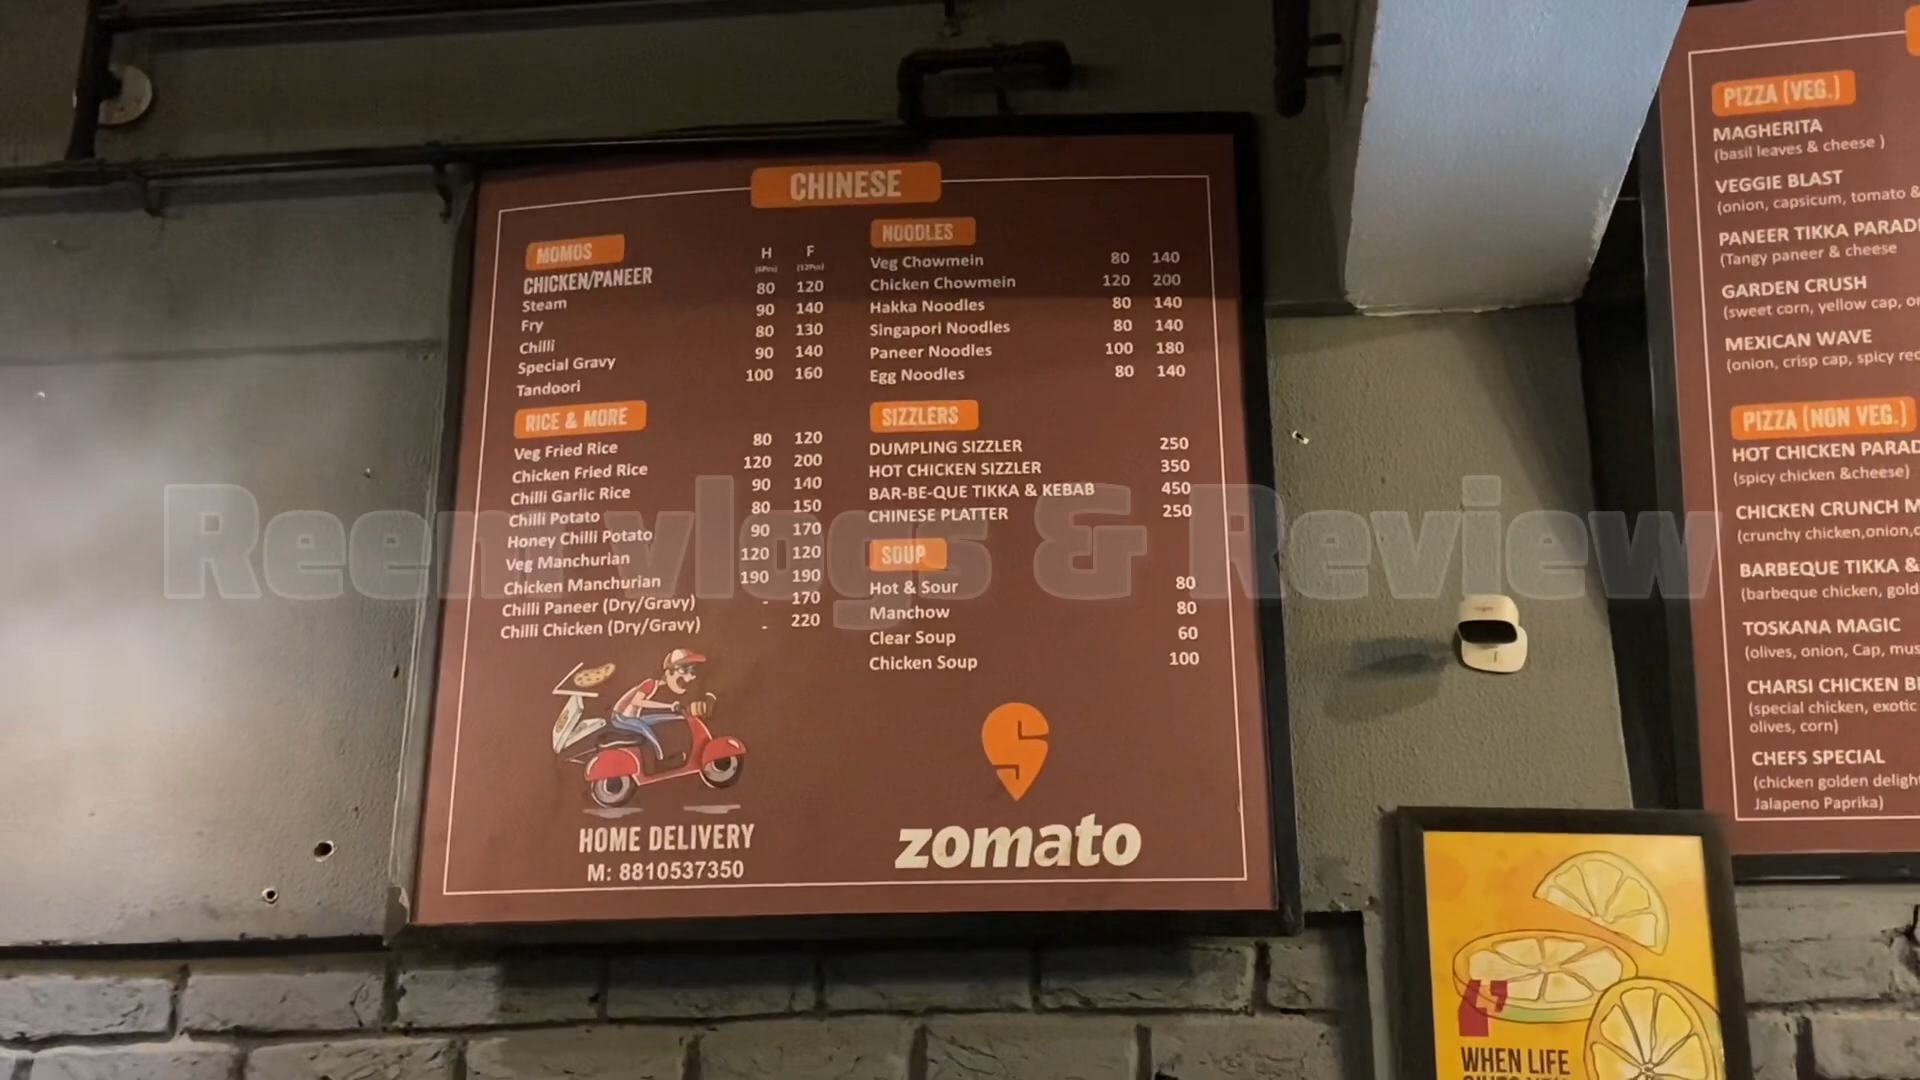 CHINESE
MOMOS H F
CHICKEN/PANEER (6Pcs) (12Pcs)
Steam 80 120
Fry 90 140
Chilli 80 130
Special Gravy 90 140
Tandoori 100 160
RICE & MORE
Veg Fried Rice 80 120
Chicken Fried Rice 120 200
Chilli Garlic Rice 90 140
Chilli Potato 80 150
Honey Chilli Potato 90 170
Veg Manchurian 120 120
Chicken Manchurian 190 190
Chilli Paneer (Dry/Gravy) - 170
Chilli Chicken (Dry/Gravy) - 220
HOME DELIVERY
M: 8810537350
NOODLES
Veg Chowmein 80 140
Chicken Chowmein 120 200
Hakka Noodles 80 140
Singapori Noodles 80 140
Paneer Noodles 100 180
Egg Noodles 80 140
SIZZLERS
DUMPLING SIZZLER 250
HOT CHICKEN SIZZLER 350
BAR-BE-QUE TIKKA & KEBAB 450
CHINESE PLATTER 250
SOUP
Hot & Sour 80
Manchow 80
Clear Soup 60
Chicken Soup 100
zomato
PIZZA (VEG.)
MAGHERITA
(basil leaves & cheese )
VEGGIE BLAST
(onion, capsicum, tomato &
PANEER TIKKA
(Tangy paneer & cheese
GARDEN CRUSH
(sweet corn, yellow cap,
MEXICAN WAVE
(onion, crisp cap, spicy
PIZZA (NON VEG.)
HOT CHICKEN
(spicy chicken &cheese)
CHICKEN CRUNCH
(crunchy chicken,onion,
BARBEQUE TIKKA &
(barbeque chicken,
TOSKANA MAGIC
(olives, onion, Cap,
CHARSI CHICKEN
(special chicken, exotic
olives, corn)
CHEFS SPECIAL
(chicken golden
Jalapeno Paprika)
WHEN LIFE
Reem vlogs & Review